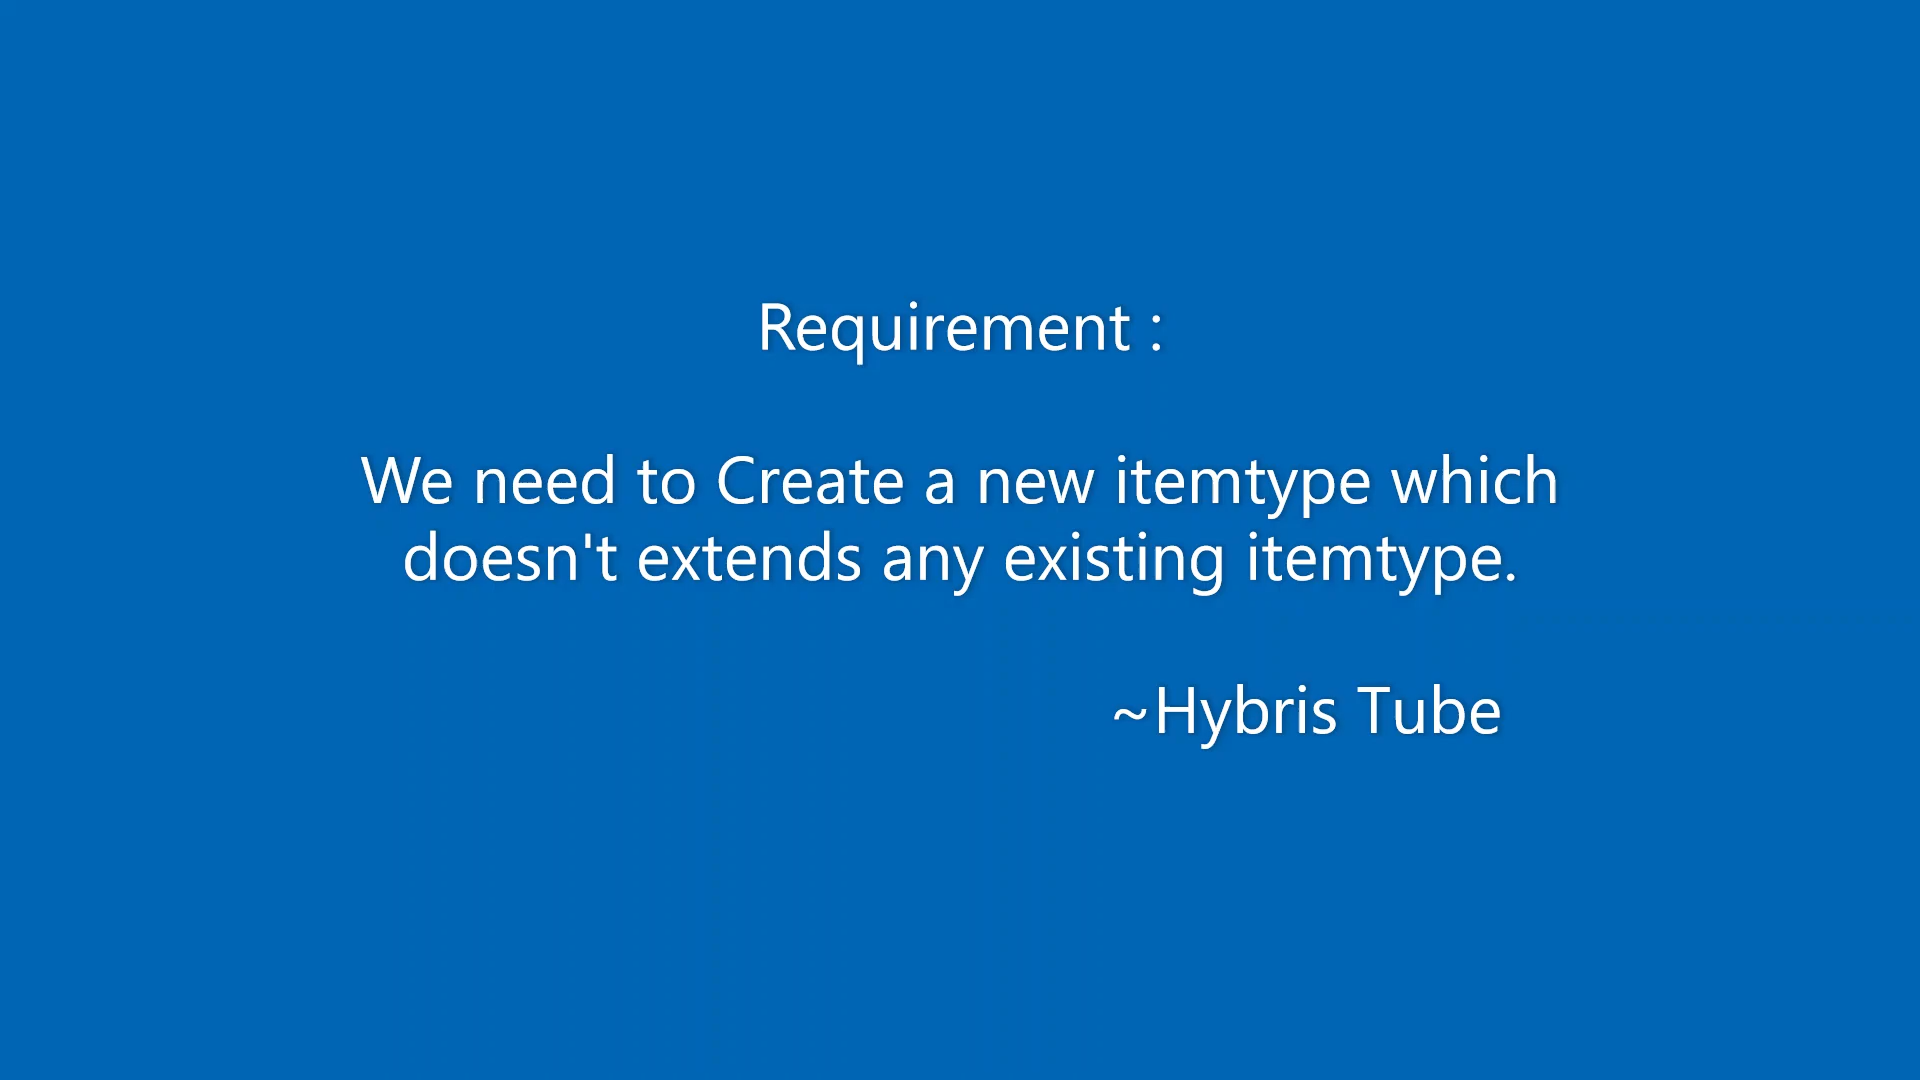 Requirement :
We need to Create a new itemtype which
doesn't extends any existing itemtype.
~Hybris Tube